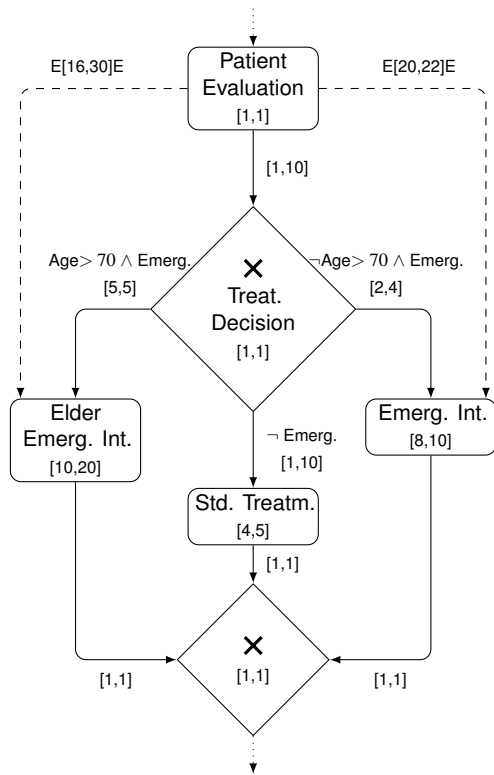 Patient
Evaluation
[1,1]
E[16,30]E
E[20,22]E
[1,10]
Age> 70 ∧ Emerg.
[5,5]
¬Age> 70 ∧ Emerg.
[2,4]
Treat.
Decision
[1,1]
Elder
Emerg. Int.
[10,20]
¬ Emerg.
[1,10]
Emerg. Int.
[8,10]
Std. Treatm.
[4,5]
[1,1]
[1,1]
[1,1]
[1,1]